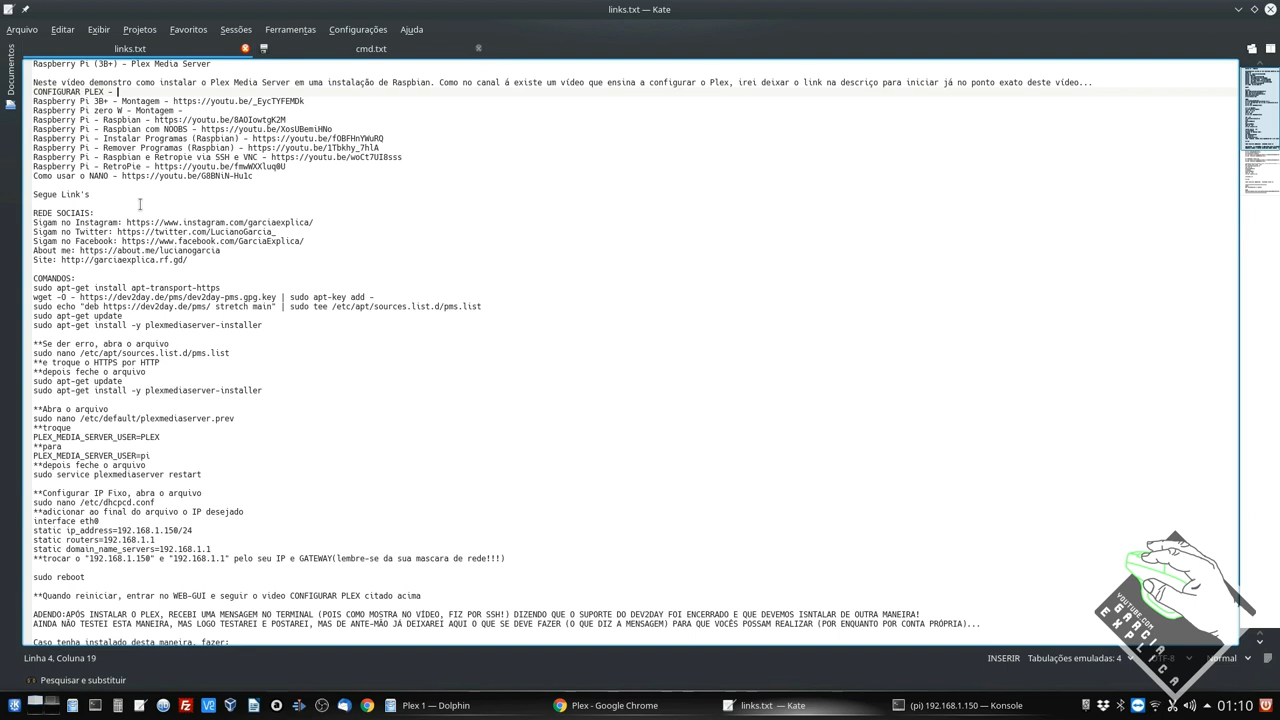 links.txt — Kate
Arquivo Editar Exibir Projetos Favoritos Sessões Ferramentas Configurações Ajuda
links.txt cmd.txt
Documentos
Raspberry Pi (3B+) - Plex Media Server
Neste vídeo demonstro como instalar o Plex Media Server em uma instalação de Raspbian. Como no canal á existe um vídeo que ensina a configurar o Plex, irei deixar o link na descriço para iniciar já no ponto exato deste vídeo...
CONFIGURAR PLEX -
Raspberry Pi 3B+ - Montagem - https://youtu.be/_EycTYFEMDk
Raspberry Pi zero W - Montagem -
Raspberry Pi - Raspbian - https://youtu.be/8AOIowtgK2M
Raspberry Pi - Raspbian com NOOBS - https://youtu.be/XosUBemiHNo
Raspberry Pi - Instalar Programas (Raspbian) - https://youtu.be/fOBFHnYWuRQ
Raspberry Pi - Remover Programas (Raspbian) - https://youtu.be/1Tbkhy_7hlA
Raspberry Pi - Raspbian e Retropie via SSH e VNC - https://youtu.be/woCt7UI8sss
Raspberry Pi - RetroPie - https://youtu.be/fmwWXXluq0U
Como usar o NANO - https://youtu.be/G8BNiN-Hu1c
Segue Link's
REDE SOCIAIS:
Sigam no Instagram: https://www.instagram.com/garciaexplica/
Sigam no Twitter: https://twitter.com/LucianoGarcia_
Sigam no Facebook: https://www.facebook.com/GarciaExplica/
About me: https://about.me/lucianogarcia
Site: http://garciaexplica.rf.gd/
COMANDOS:
sudo apt-get install apt-transport-https
wget -O - https://dev2day.de/pms/dev2day-pms.gpg.key | sudo apt-key add -
sudo echo "deb https://dev2day.de/pms/ stretch main" | sudo tee /etc/apt/sources.list.d/pms.list
sudo apt-get update
sudo apt-get install -y plexmediaserver-installer
**Se der erro, abra o arquivo
sudo nano /etc/apt/sources.list.d/pms.list
**e troque o HTTPS por HTTP
**depois feche o arquivo
sudo apt-get update
sudo apt-get install -y plexmediaserver-installer
**Abra o arquivo
sudo nano /etc/default/plexmediaserver.prev
**troque
PLEX_MEDIA_SERVER_USER=PLEX
**para
PLEX_MEDIA_SERVER_USER=pi
**depois feche o arquivo
sudo service plexmediaserver restart
**Configurar IP Fixo, abra o arquivo
sudo nano /etc/dhcpcd.conf
**adicionar ao final do arquivo o IP desejado
interface eth0
static ip_address=192.168.1.150/24
static routers=192.168.1.1
static domain_name_servers=192.168.1.1
**trocar o "192.168.1.150" e "192.168.1.1" pelo seu IP e GATEWAY(lembre-se da sua mascara de rede!!!)
sudo reboot
**Quando reiniciar, entrar no WEB-GUI e seguir o video CONFIGURAR PLEX citado acima
ADENDO:APÓS INSTALAR O PLEX, RECEBI UMA MENSAGEM NO TERMINAL (POIS COMO MOSTRA NO VÍDEO, FIZ POR SSH!) DIZENDO QUE O SUPORTE DO DEV2DAY FOI ENCERRADO E QUE DEVEMOS ISNTALAR DE OUTRA MANEIRA!
AINDA NÃO TESTEI ESTA MANEIRA, MAS LOGO TESTAREI E POSTAREI, MAS DE ANTE-MÃO JÁ DEIXAREI AQUI O QUE SE DEVE FAZER (O QUE DIZ A MENSAGEM) PARA QUE VOCÊS POSSAM REALIZAR (POR ENQUANTO POR CONTA PRÓPRIA)...
Caso tenha instalado desta maneira, fazer:
YOUTUBE.COM
GARCIA
EXPLICA
Linha 4, Coluna 19 INSERIR Tabulações emuladas: 4 UTF-8 Normal
Pesquisar e substituir
Plex 1 — Dolphin Plex - Google Chrome links.txt — Kate (pi) 192.168.1.150 — Konsole 01:10